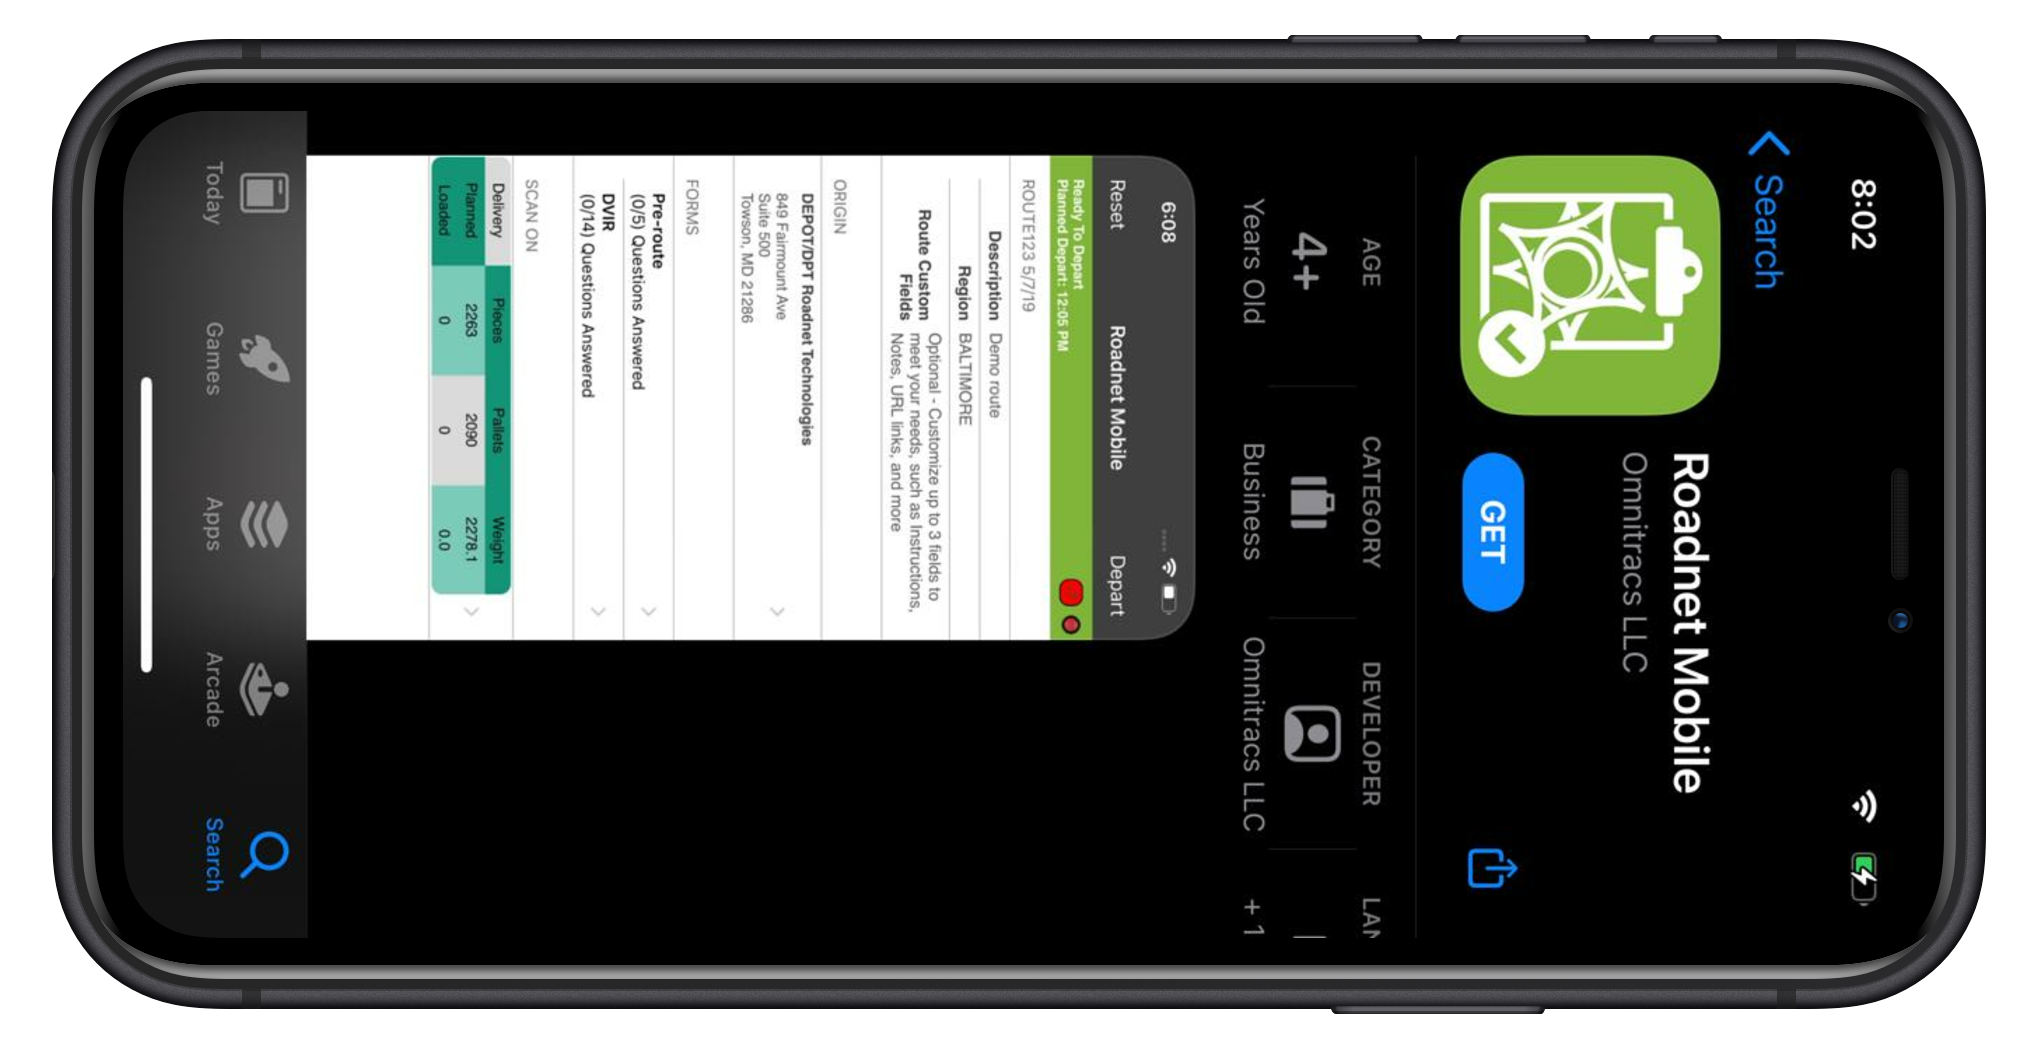 8:02
Search
Roadnet Mobile
Omnitracs LLC
GET
AGE
4+
Years Old
CATEGORY
Business
DEVELOPER
Omnitracs LLC
LAN
+ 1
6:08
Reset
Roadnet Mobile
Depart
Ready To Depart
Planned Depart: 12:05 PM
ROUTE123 5/7/19
Description Demo route
Region BALTIMORE
Route Custom Fields
Optional - Customize up to 3 fields to
meet your needs, such as Instructions,
Notes, URL links, and more
ORIGIN
DEPOT/DPT Roadnet Technologies
849 Fairmount Ave
Suite 500
Towson, MD 21286
FORMS
Pre-route
(0/5) Questions Answered
DVIR
(0/14) Questions Answered
SCAN ON
Delivery Pieces Pallets Weight
Planned 2263 2090 2278.1
Loaded 0 0 0.0
Today Games Apps Arcade Search